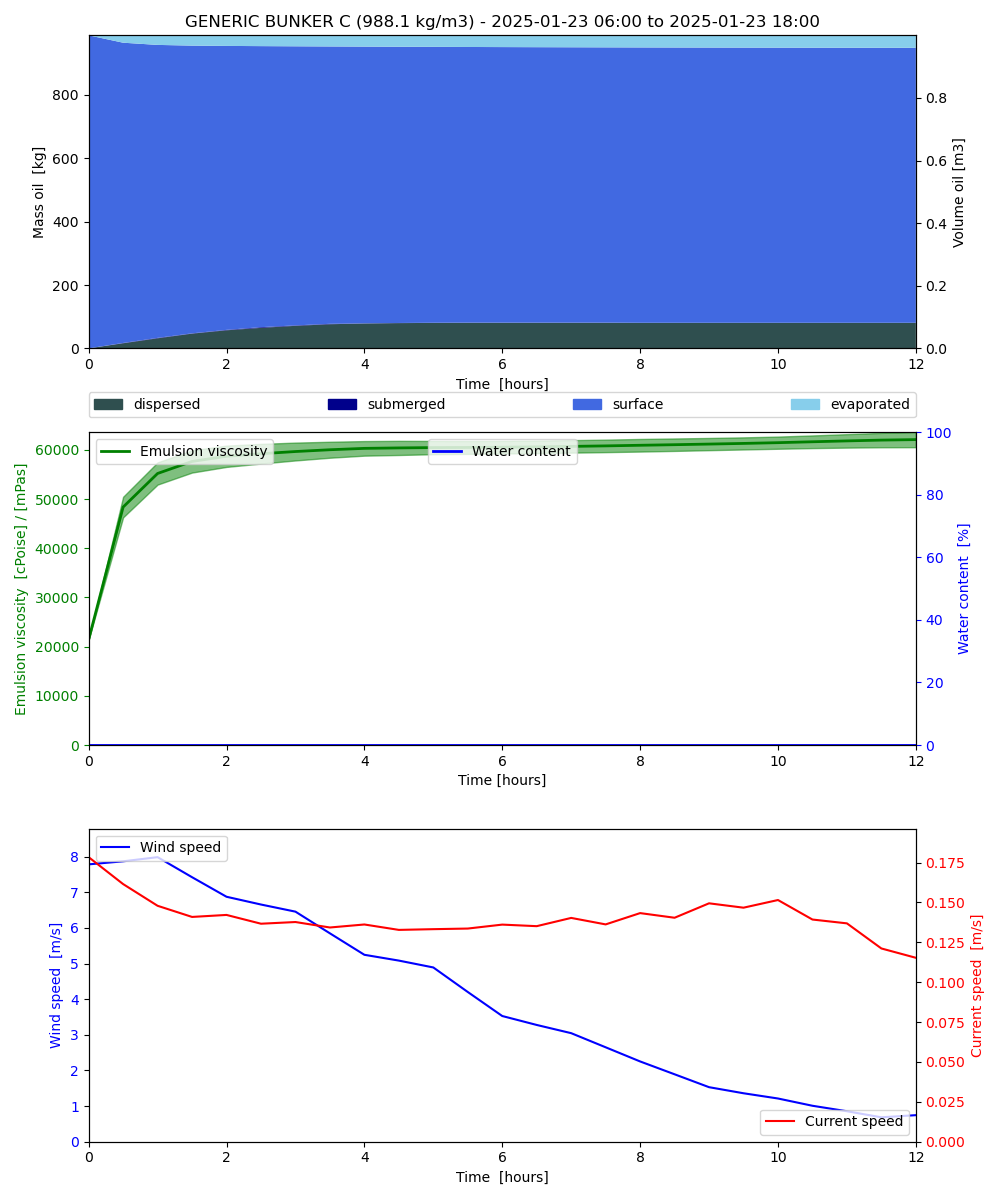 GENERIC BUNKER C (988.1 kg/m3) - 2025-01-23 06:00 to 2025-01-23 18:00
Mass oil [kg]
800
600
400
200
0
Volume oil [m3]
0.8
0.6
0.4
0.2
0.0
0 2 4 6 8 10 12
Time [hours]
dispersed submerged surface evaporated
Emulsion viscosity [cPoise] / [mPas]
60000
50000
40000
30000
20000
10000
0
Emulsion viscosity
Water content
Water content [%]
100
80
60
40
20
0
0 2 4 6 8 10 12
Time [hours]
Wind speed [m/s]
8
7
6
5
4
3
2
1
0
Wind speed
Current speed [m/s]
0.175
0.150
0.125
0.100
0.075
0.050
0.025
0.000
Current speed
0 2 4 6 8 10 12
Time [hours]